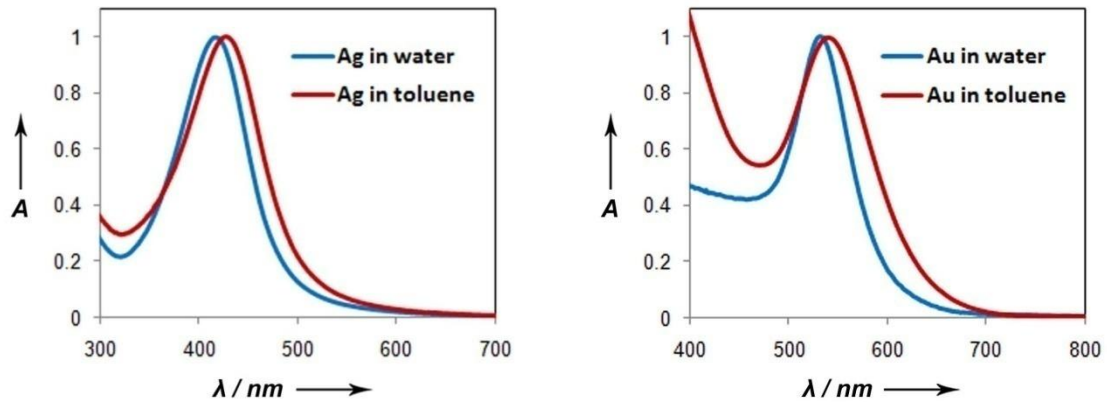 1
0.8
0.6
0.4
0.2
0
A
300 400 500 600 700
λ / nm
Ag in water
Ag in toluene
1
0.8
0.6
0.4
0.2
0
A
400 500 600 700 800
λ / nm
Au in water
Au in toluene